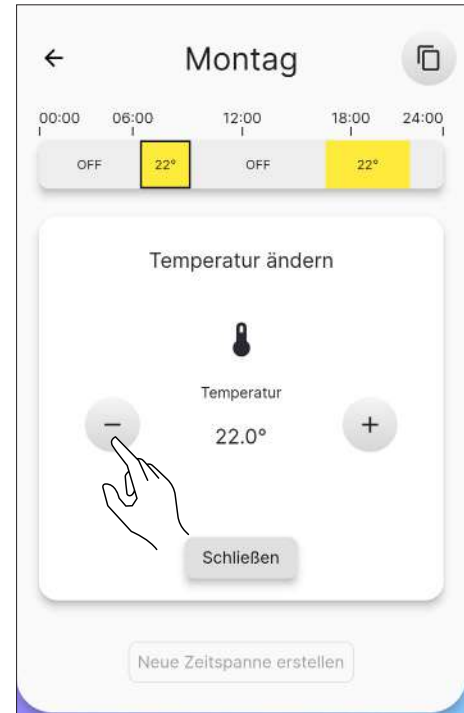 Montag
00:00 06:00 12:00 18:00 24:00
OFF 22° OFF 22°
Temperatur ändern
Temperatur
22.0°
Schließen
Neue Zeitspanne erstellen